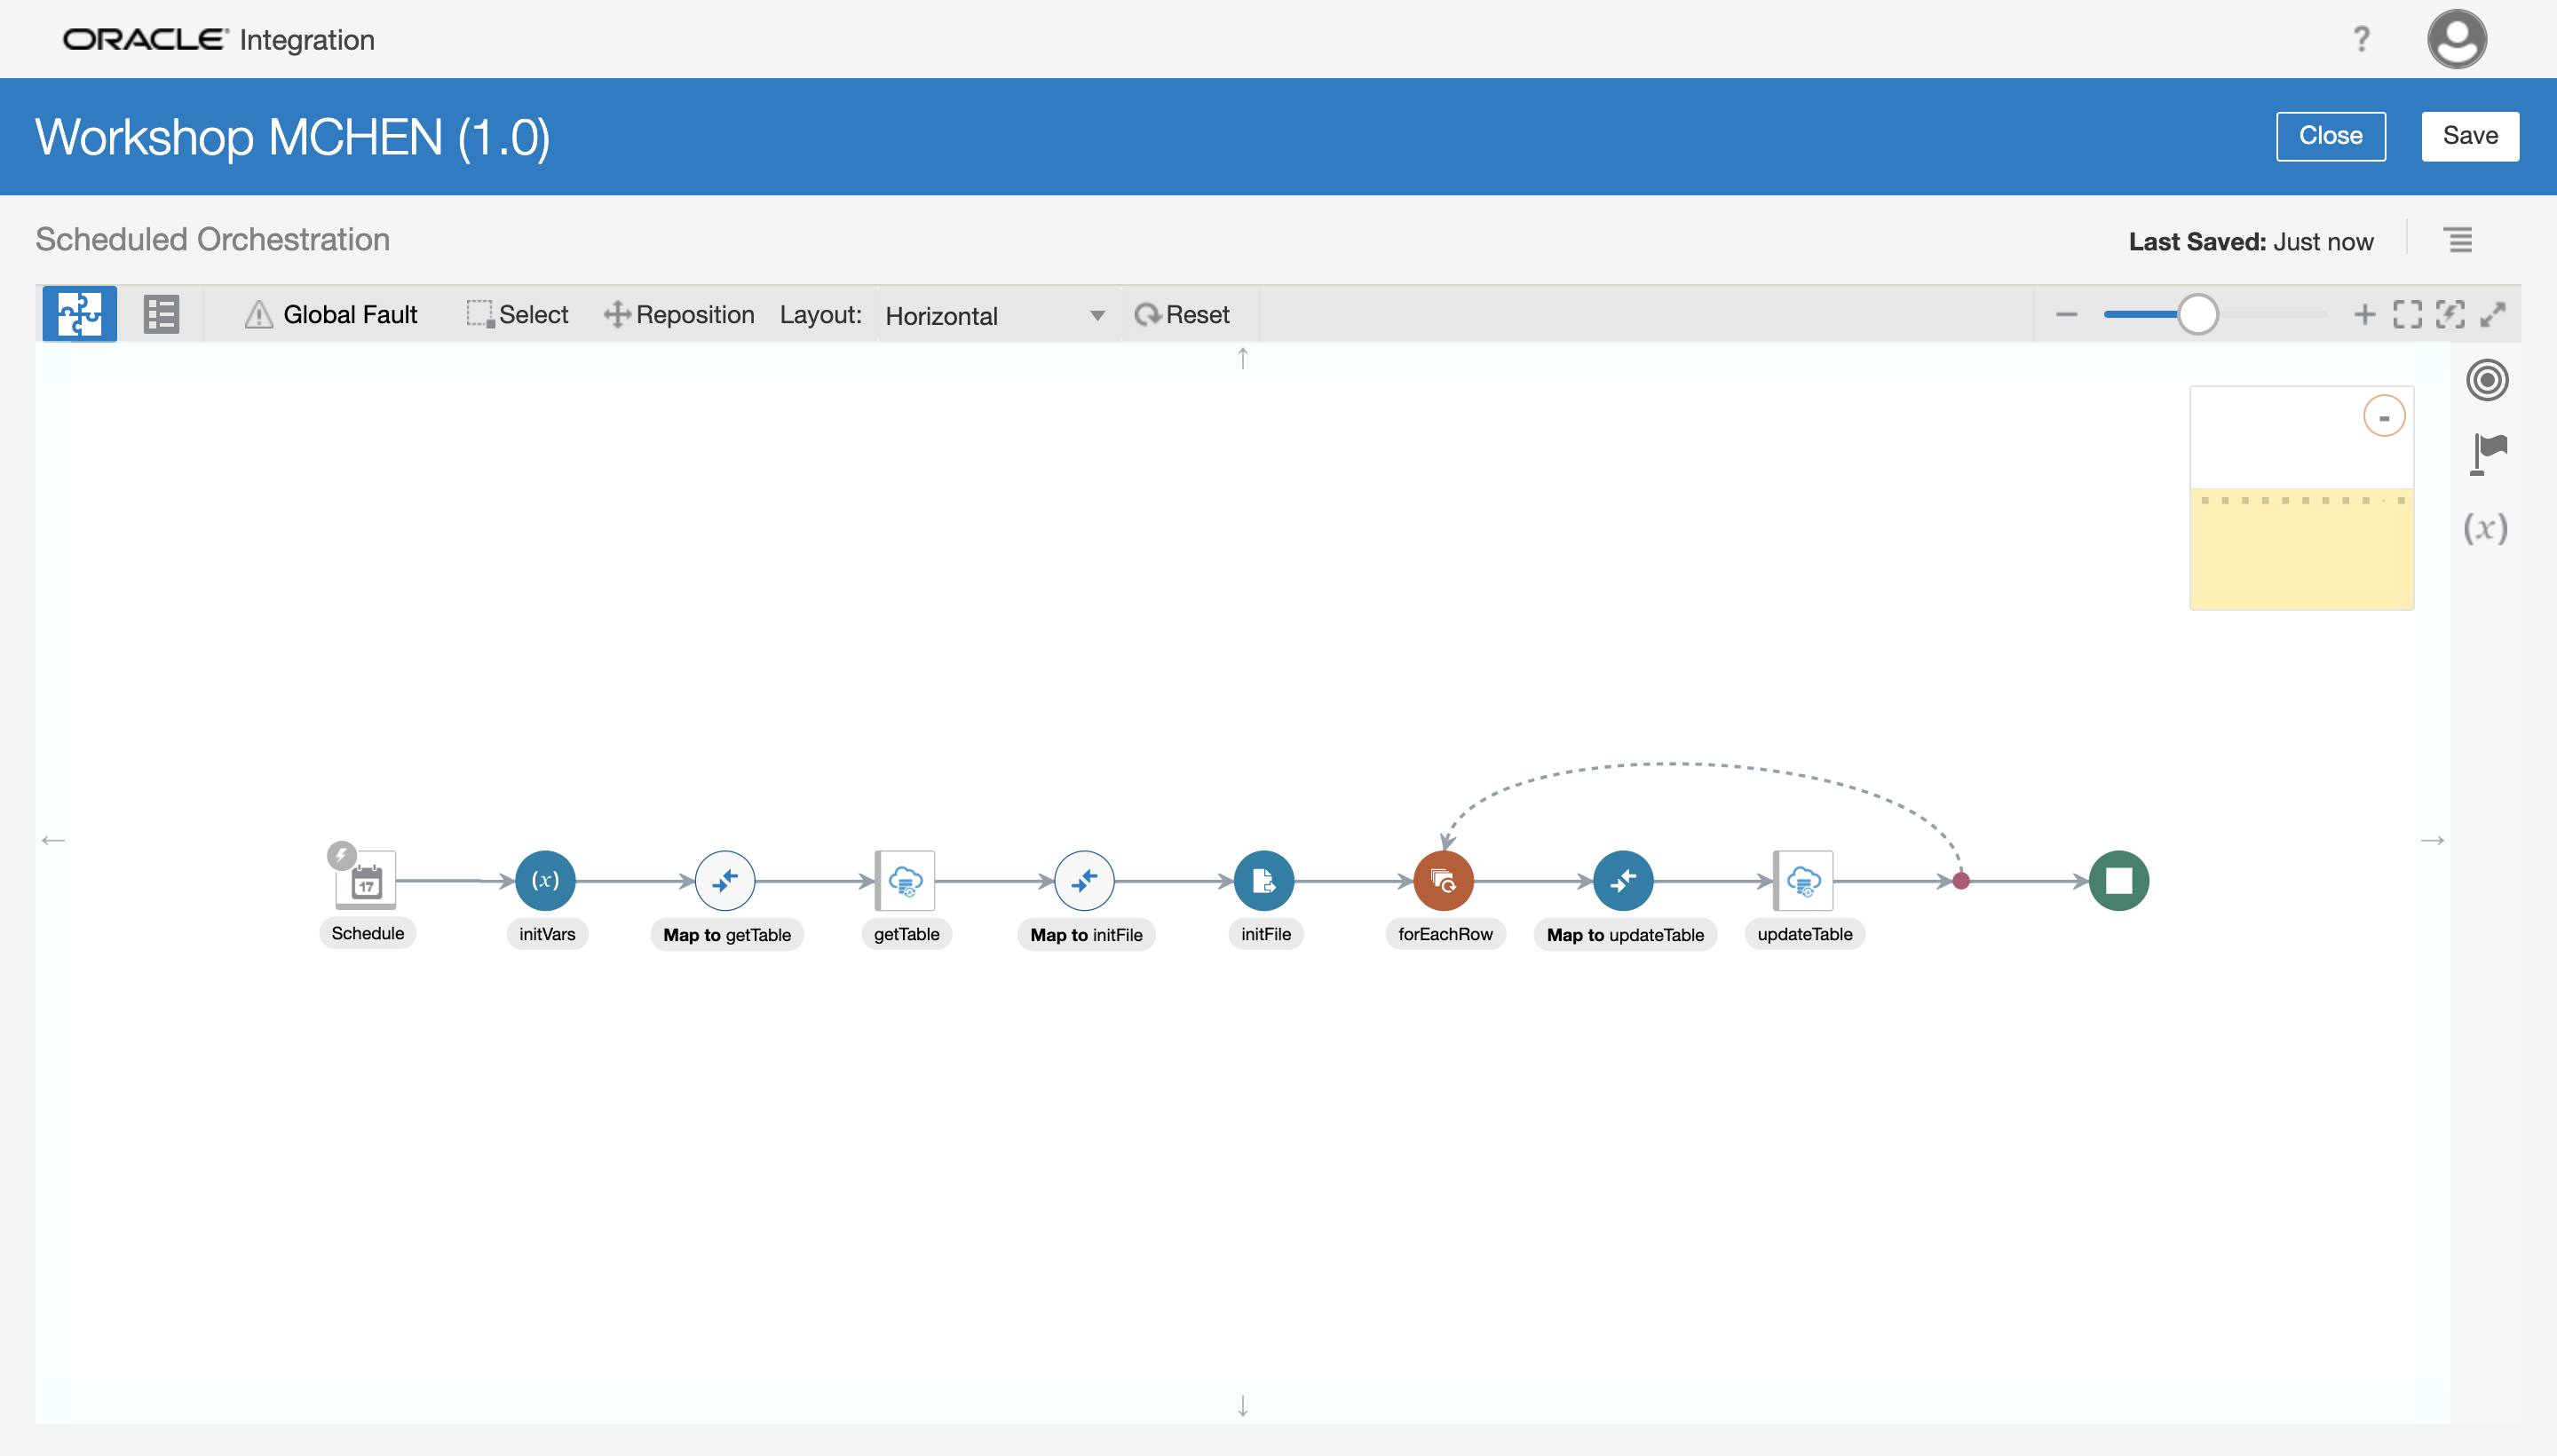 ORACLE Integration
?
Workshop MCHEN (1.0)
Close
Save
Scheduled Orchestration
Last Saved: Just now
Global Fault
Select
Reposition
Layout:
Horizontal
Reset
-
(x)
17
(x)
Schedule
initVars
Map to getTable
getTable
Map to initFile
initFile
forEachRow
Map to updateTable
updateTable